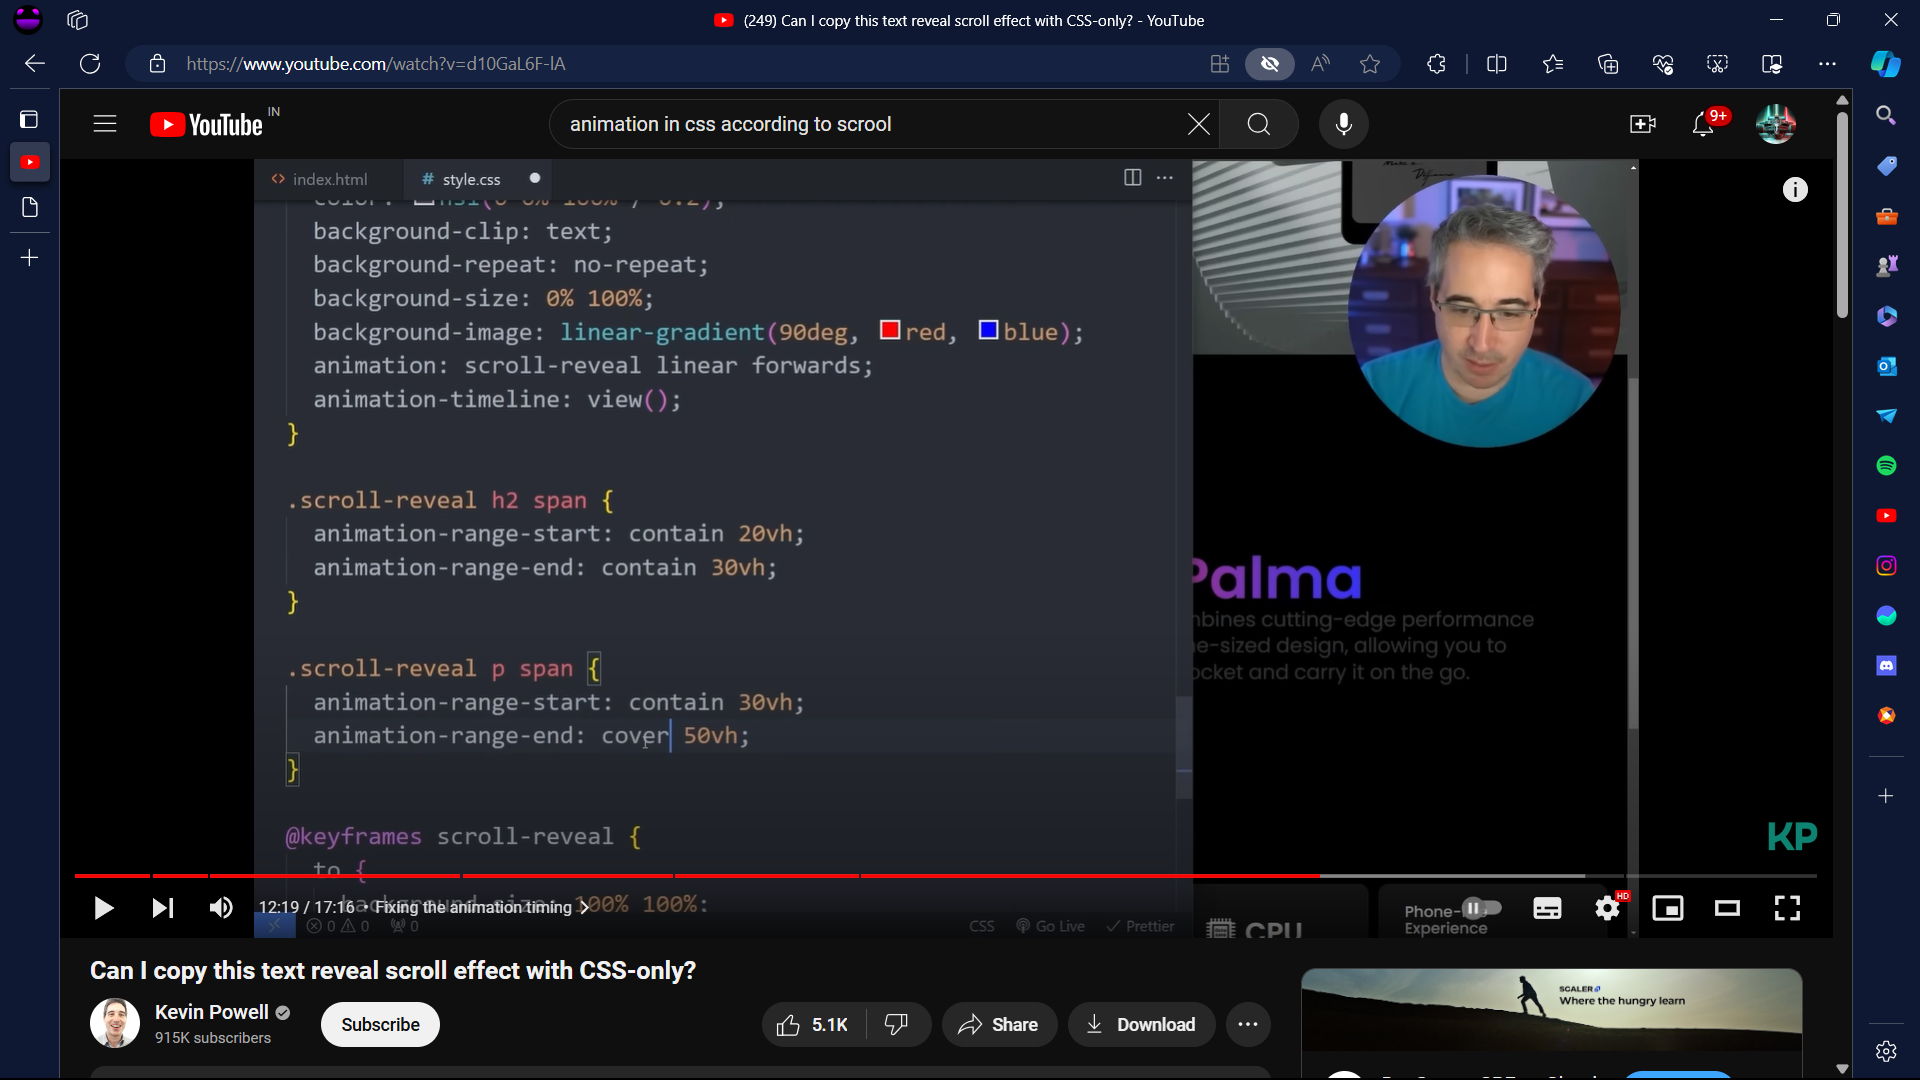 (249) Can I copy this text reveal scroll effect with CSS-only? - YouTube
https://www.youtube.com/watch?v=d10GaL6F-lA
YouTube IN
animation in css according to scrool
9+
index.html
# style.css
background-clip: text;
background-repeat: no-repeat;
background-size: 0% 100%;
background-image: linear-gradient(90deg, red, blue);
animation: scroll-reveal linear forwards;
animation-timeline: view();
}
.scroll-reveal h2 span {
animation-range-start: contain 20vh;
animation-range-end: contain 30vh;
}
.scroll-reveal p span {
animation-range-start: contain 30vh;
animation-range-end: cover 50vh;
}
@keyframes scroll-reveal {
to {
background-size: 100% 100%;
Palma
bines cutting-edge performance
e-sized design, allowing you to
ocket and carry it on the go.
KP
12:19 / 17:16 • Fixing the animation timing
0 0 0
CSS Go Live Prettier
CPU
Phone-
Experience
HD
Can I copy this text reveal scroll effect with CSS-only?
Kevin Powell
915K subscribers
Subscribe
5.1K
Share
Download
SCALER
Where the hungry learn